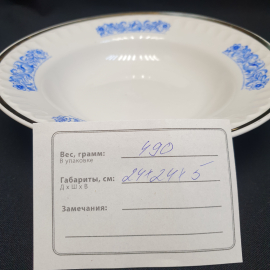 Вес, грамм: 490
В упаковке
Габариты, см: 24×24×5
Д х Ш х В
Замечания: